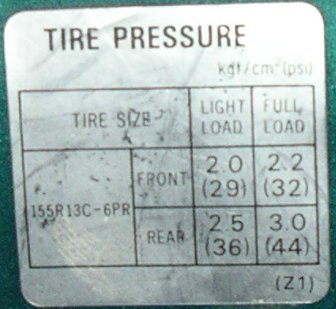 TIRE PRESSURE
kgf/cm²(psi)
TIRE SIZE LIGHT LOAD FULL LOAD
155R13C-6PR FRONT 2.0 (29) 2.2 (32)
REAR 2.5 (36) 3.0 (44)
(Z1)